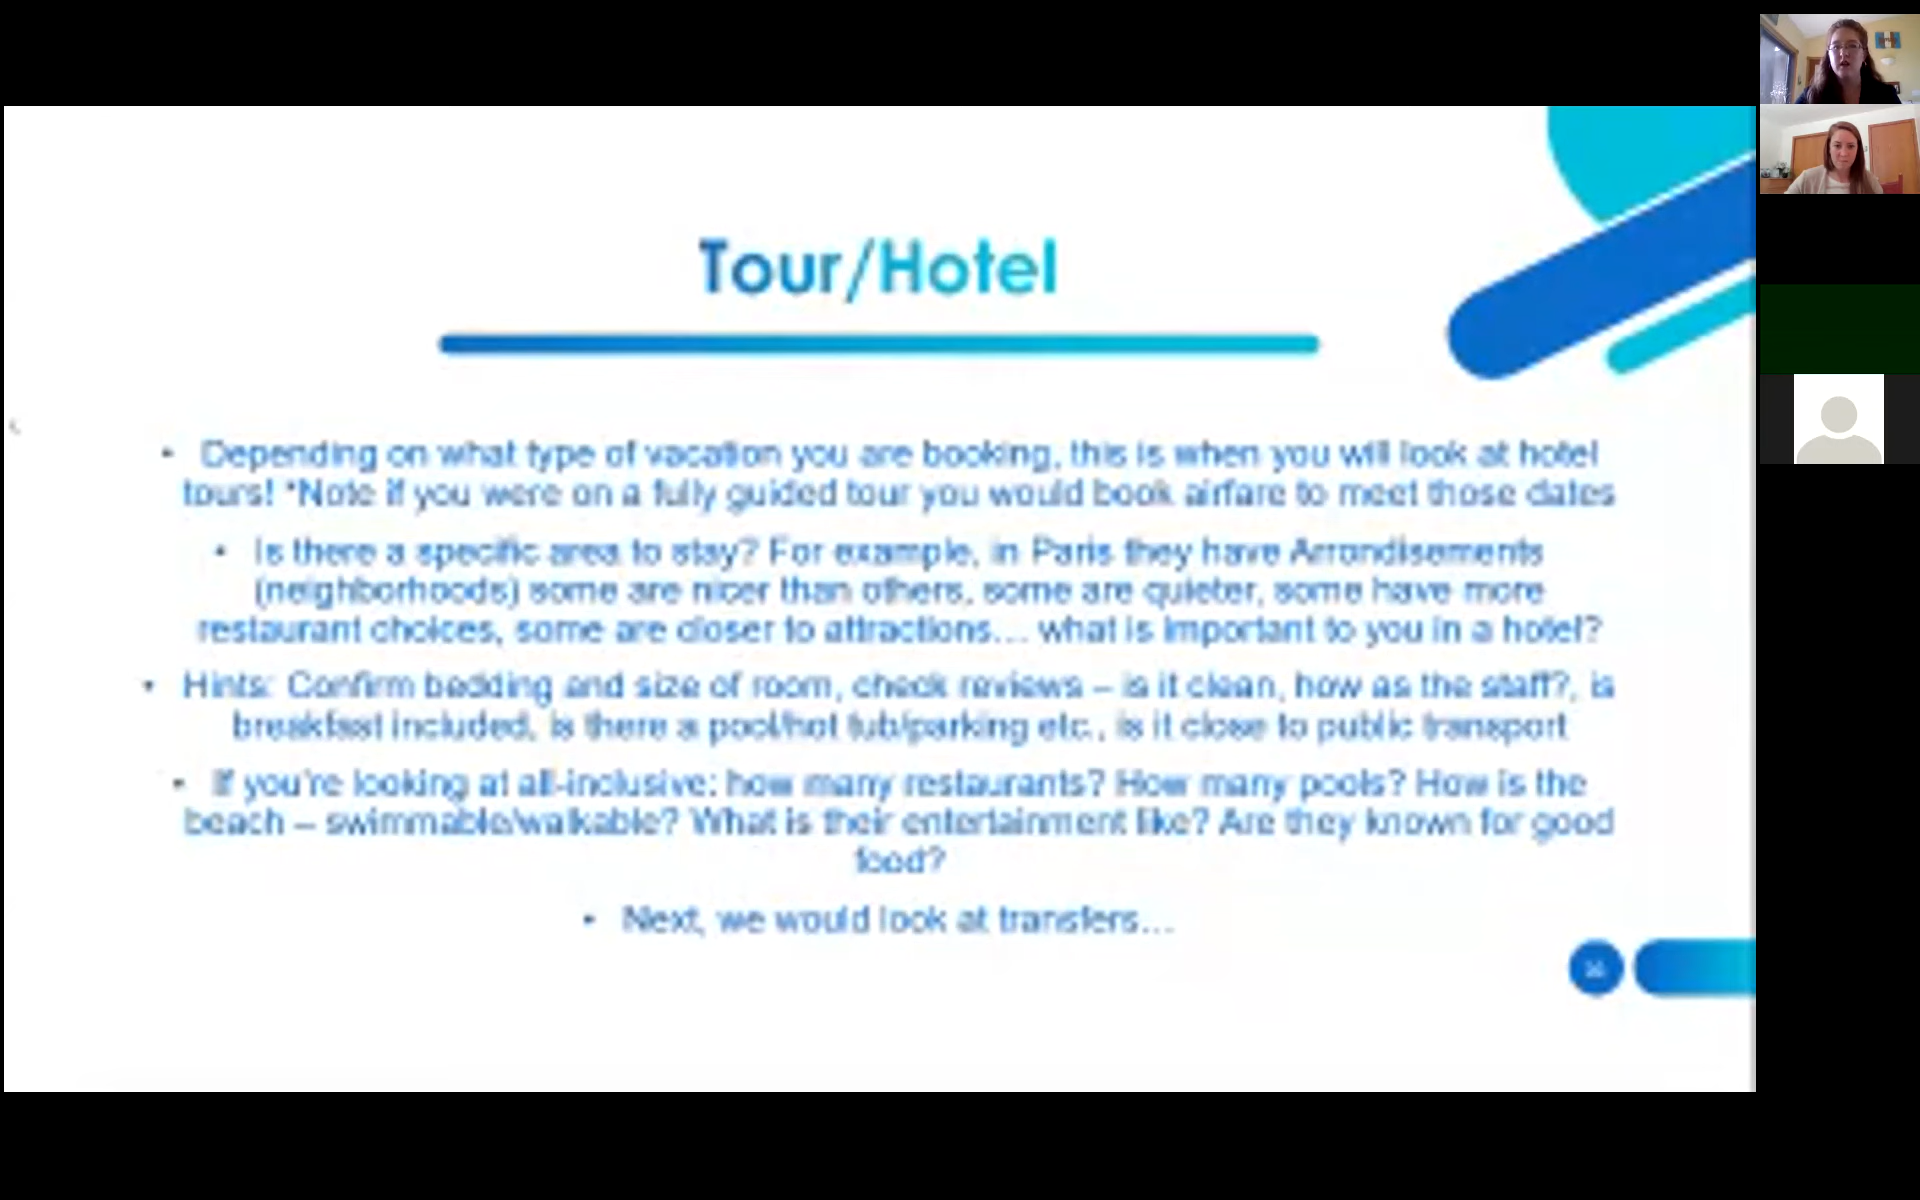 Tour/Hotel
• Depending on what type of vacation you are booking, this is when you will look at hotel
tours! *Note if you were on a fully guided tour you would book airfare to meet those dates
• Is there a specific area to stay? For example, in Paris they have Arrondisements
(neighborhoods) some are nicer than others, some are quieter, some have more
restaurant choices, some are closer to attractions… what is important to you in a hotel?
• Hints: Confirm bedding and size of room, check reviews – is it clean, how as the staff?, is
breakfast included, is there a pool/hot tub/parking etc., is it close to public transport
• If you're looking at all-inclusive: how many restaurants? How many pools? How is the
beach – swimmable/walkable? What is their entertainment like? Are they known for good
food?
• Next, we would look at transfers…